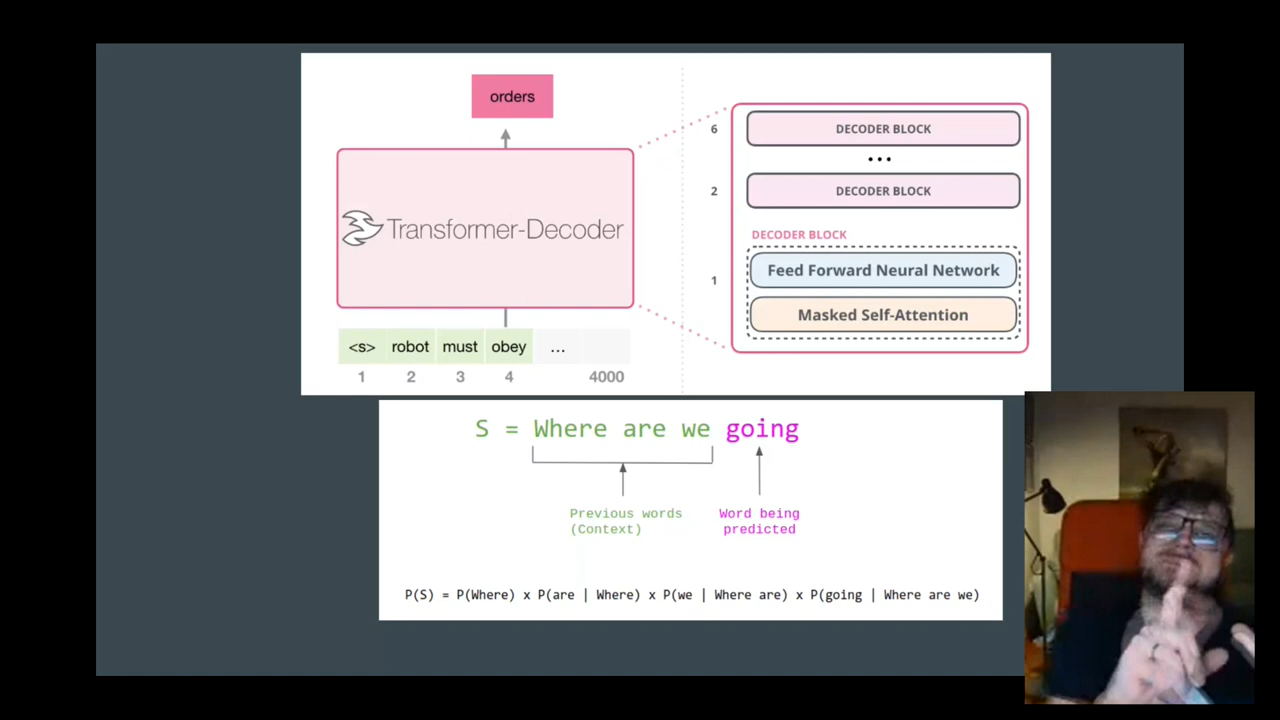 orders
Transformer-Decoder
<s> robot must obey ...
1 2 3 4 4000
6 DECODER BLOCK
...
2 DECODER BLOCK
DECODER BLOCK
1 Feed Forward Neural Network
Masked Self-Attention
S = Where are we going
Previous words
(Context)
Word being
predicted
P(S) = P(Where) x P(are | Where) x P(we | Where are) x P(going | Where are we)